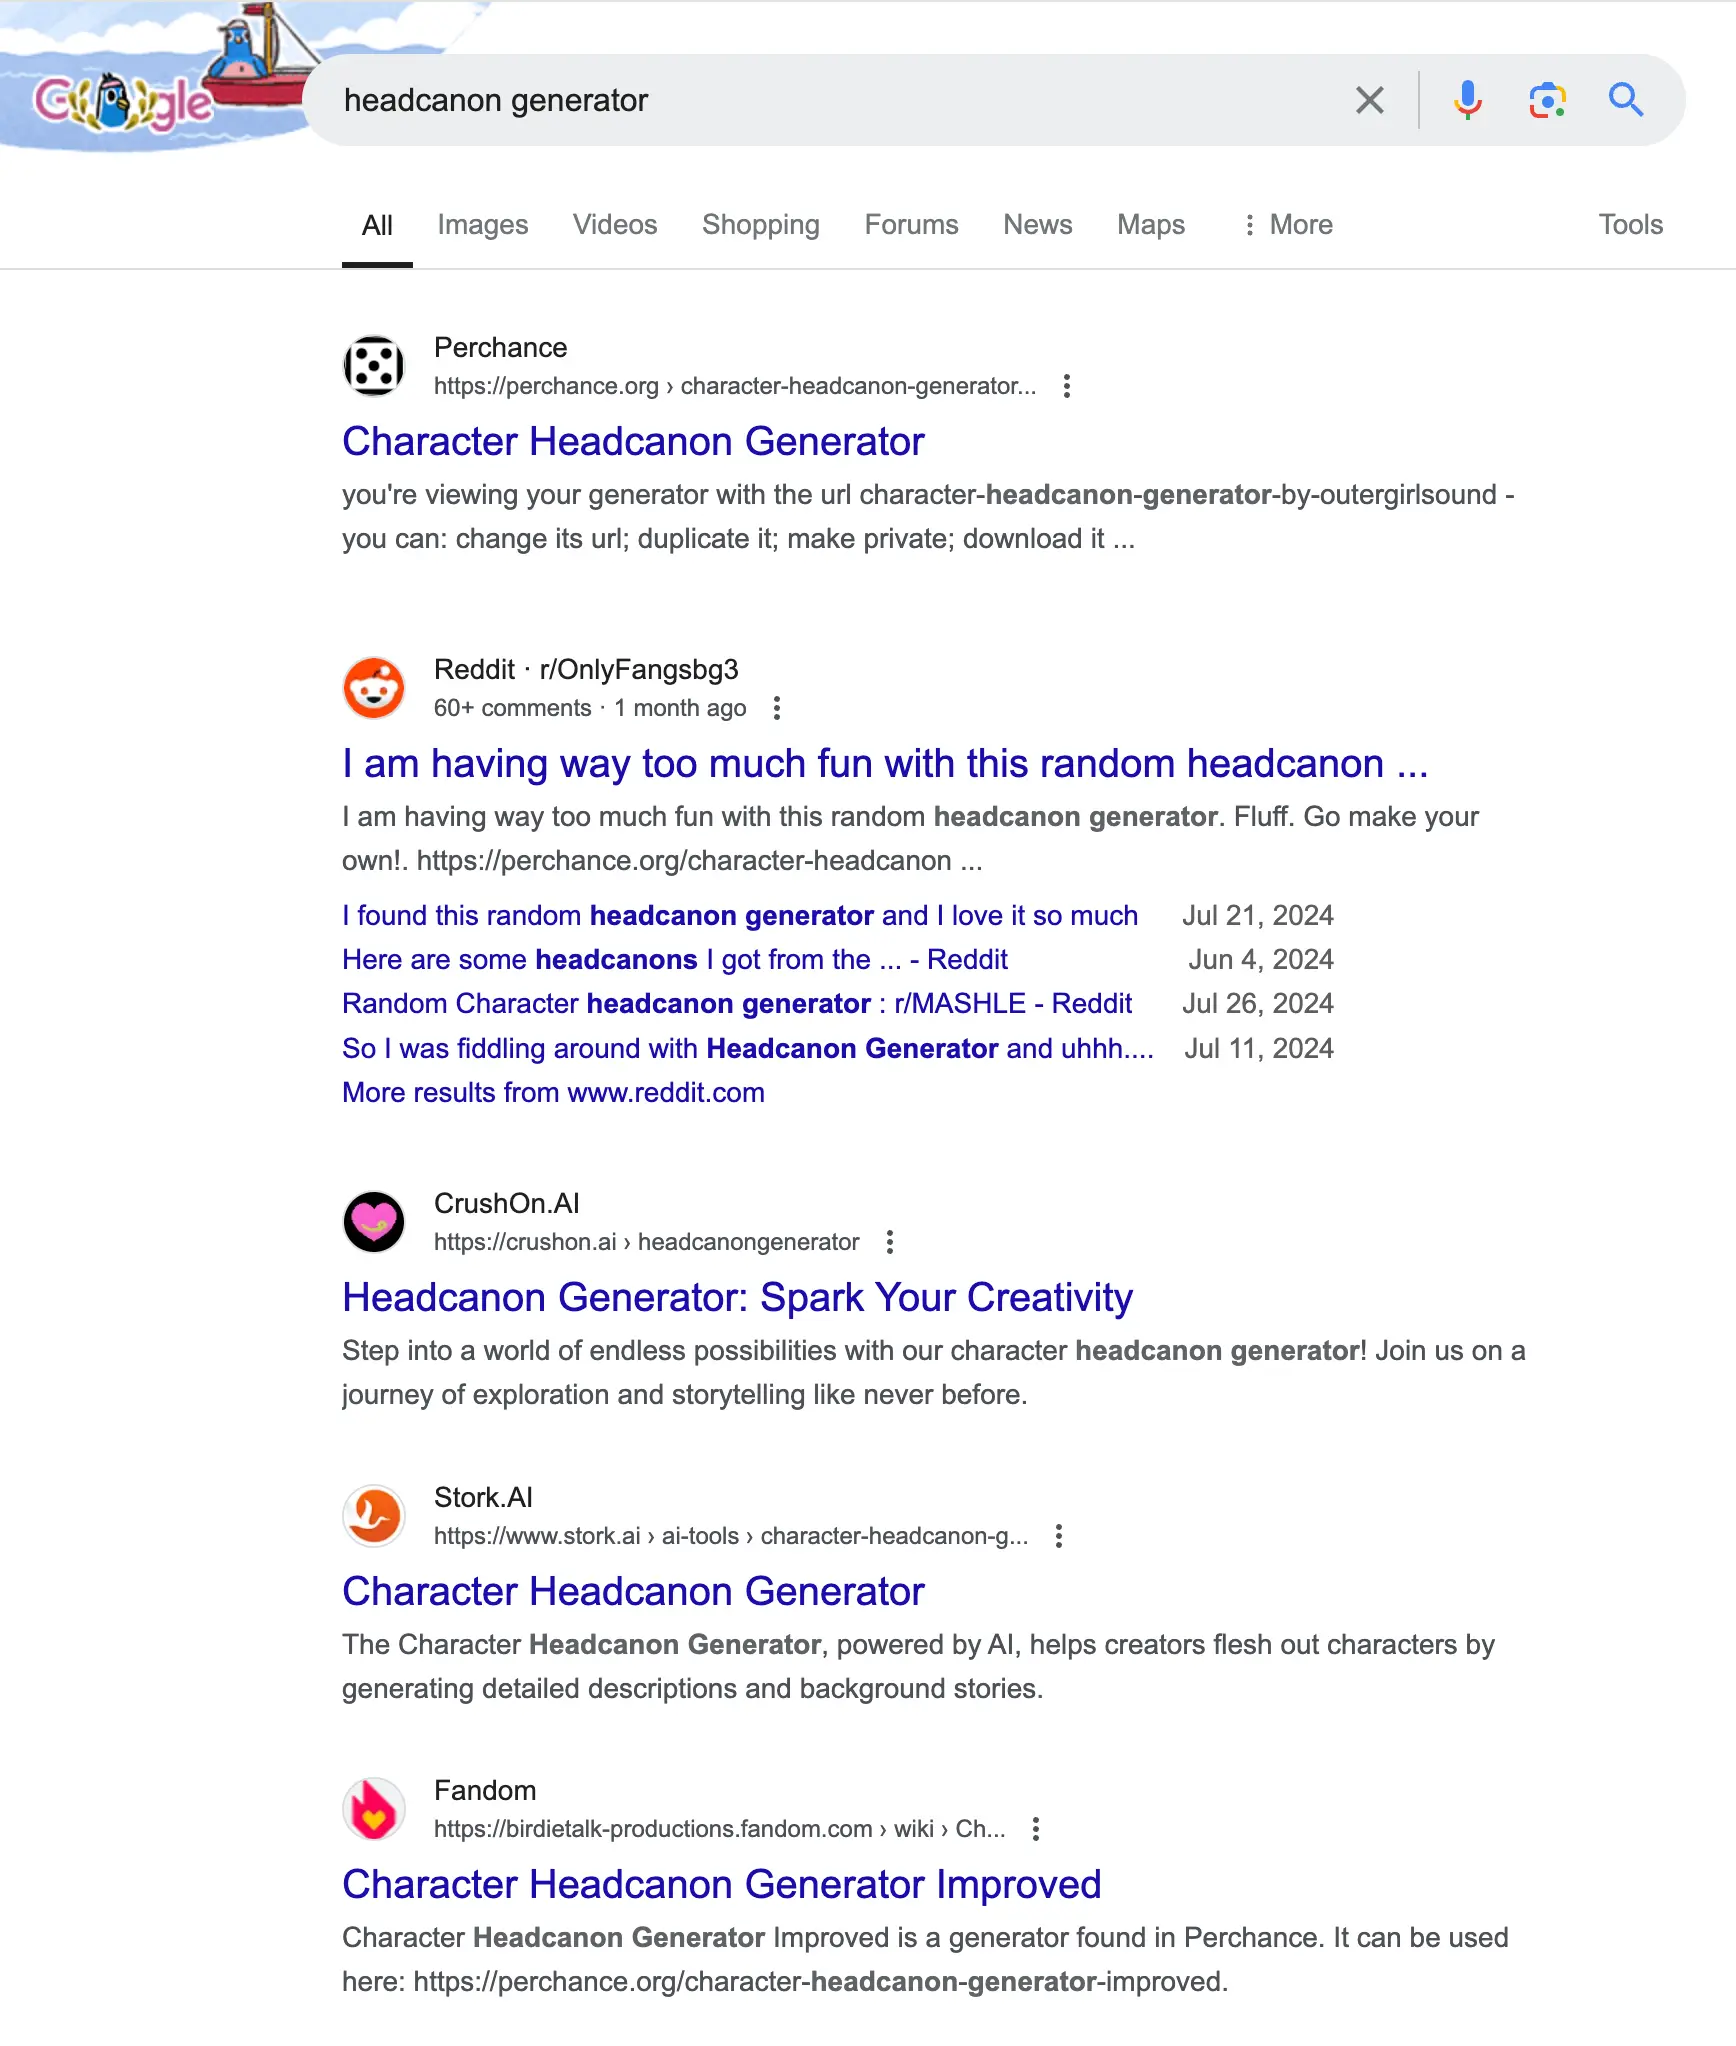 Google
headcanon generator
All Images Videos Shopping Forums News Maps More Tools
Perchance
https://perchance.org › character-headcanon-generator...
Character Headcanon Generator
you're viewing your generator with the url character-headcanon-generator-by-outergirlsound -
you can: change its url; duplicate it; make private; download it ...
Reddit · r/OnlyFangsbg3
60+ comments · 1 month ago
I am having way too much fun with this random headcanon ...
I am having way too much fun with this random headcanon generator. Fluff. Go make your
own!. https://perchance.org/character-headcanon ...
I found this random headcanon generator and I love it so much Jul 21, 2024
Here are some headcanons I got from the ... - Reddit Jun 4, 2024
Random Character headcanon generator : r/MASHLE - Reddit Jul 26, 2024
So I was fiddling around with Headcanon Generator and uhhh.... Jul 11, 2024
More results from www.reddit.com
CrushOn.AI
https://crushon.ai › headcanongenerator
Headcanon Generator: Spark Your Creativity
Step into a world of endless possibilities with our character headcanon generator! Join us on a
journey of exploration and storytelling like never before.
Stork.AI
https://www.stork.ai › ai-tools › character-headcanon-g...
Character Headcanon Generator
The Character Headcanon Generator, powered by AI, helps creators flesh out characters by
generating detailed descriptions and background stories.
Fandom
https://birdietalk-productions.fandom.com › wiki › Ch...
Character Headcanon Generator Improved
Character Headcanon Generator Improved is a generator found in Perchance. It can be used
here: https://perchance.org/character-headcanon-generator-improved.